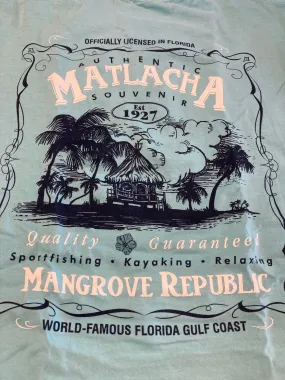 OFFICIALLY LICENSED IN FLORIDA
AUTHENTIC
MATLACHA
SOUVENIR
Est
1927
Quality Guaranteed
Sportfishing • Kayaking • Relaxing
MANGROVE REPUBLIC
WORLD-FAMOUS FLORIDA GULF COAST